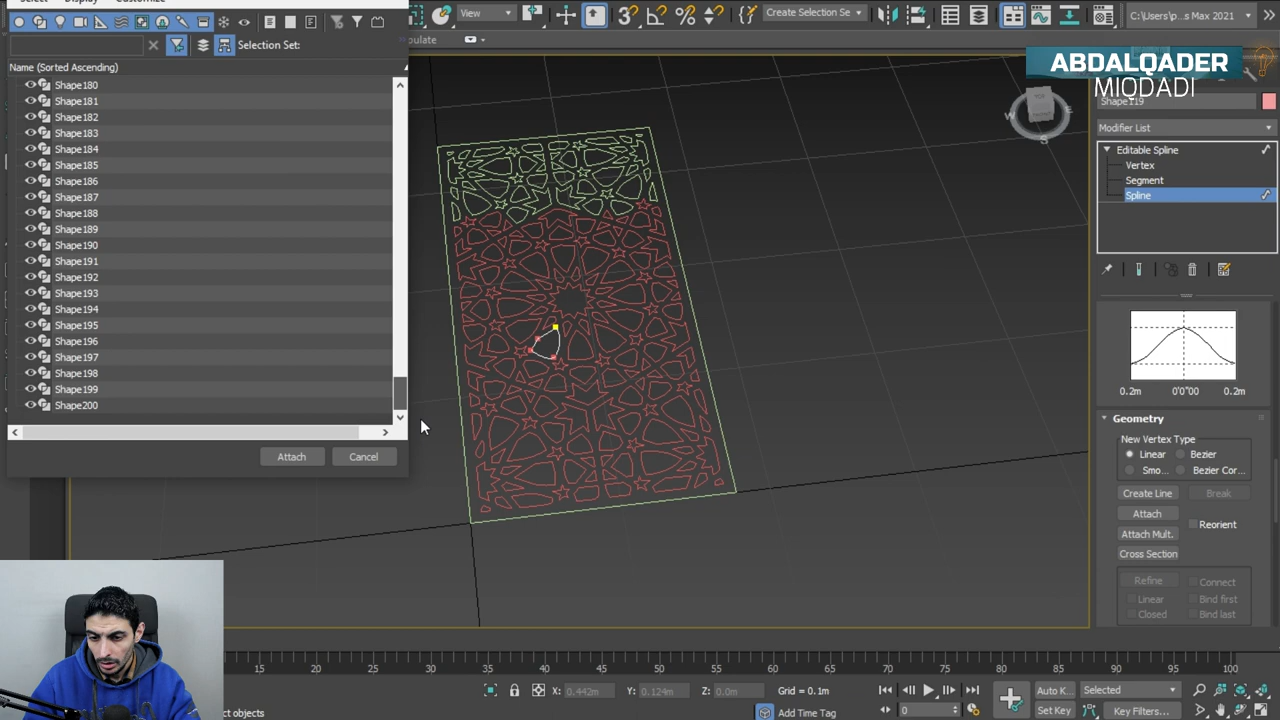 Select Display Customize
View
Create Selection Se
C:\Users\p...s Max 2021
Selection Set:
opulate
ABDALQADER
MIQDADI
Name (Sorted Ascending)
Shape180
Shape181
Shape182
Shape183
Shape184
Shape185
Shape186
Shape187
Shape188
Shape189
Shape190
Shape191
Shape192
Shape193
Shape194
Shape195
Shape196
Shape197
Shape198
Shape199
Shape200
Attach Cancel
W S
Shape119
Modifier List
Editable Spline
Vertex
Segment
Spline
0.2m 0'0"00 0.2m
Geometry
New Vertex Type
Linear Bezier
Smo... Bezier Cor...
Create Line Break
Attach
Reorient
Attach Mult.
Cross Section
Refine Connect
Linear Bind first
Closed Bind last
15 20 25 30 35 40 45 50 55 60 65 70 75 80 85 90 95 100
X: 0.442m Y: 0.124m Z: 0.0m Grid = 0.1m
Auto K... Selected
ct objects
Add Time Tag
0
Set Key Key Filters...